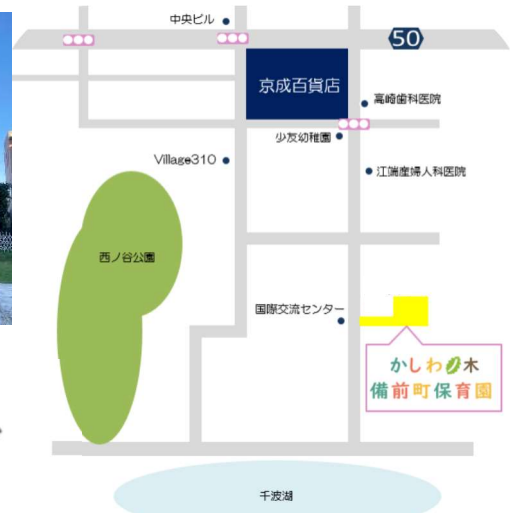 中央ビル
50
京成百貨店
高崎歯科医院
少友幼稚園
Village310
江端産婦人科医院
西ノ谷公園
国際交流センター
かしわの木
備前町保育園
千波湖